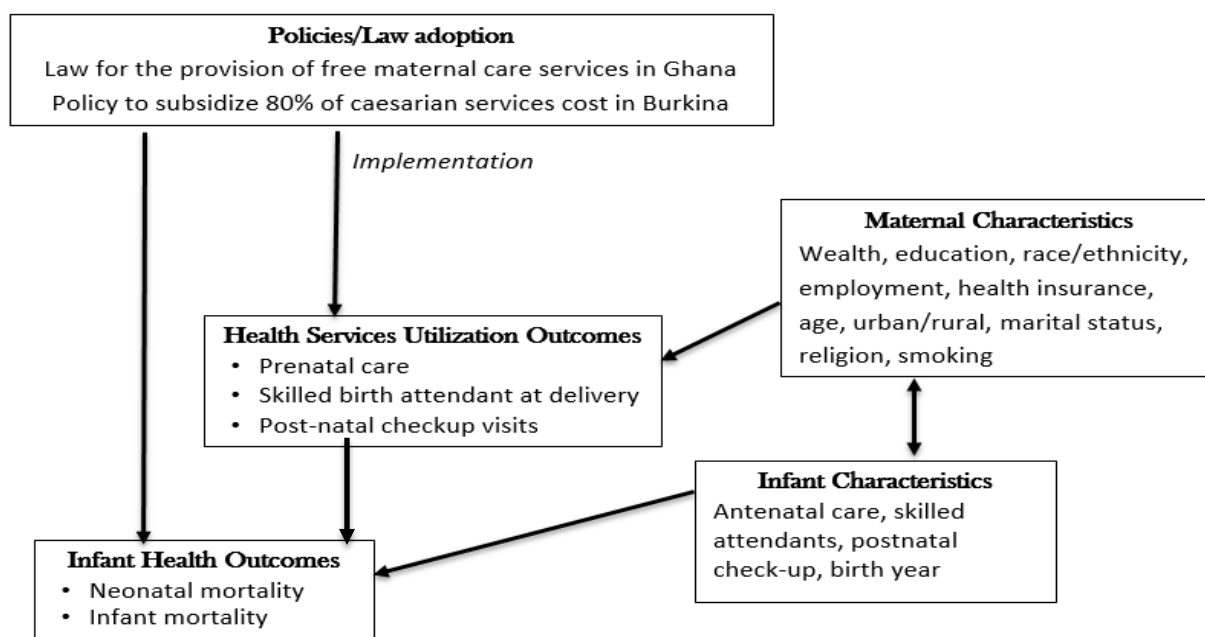 Policies/Law adoption
Law for the provision of free maternal care services in Ghana
Policy to subsidize 80% of caesarian services cost in Burkina
Implementation
Maternal Characteristics
Wealth, education, race/ethnicity,
employment, health insurance,
age, urban/rural, marital status,
religion, smoking
Health Services Utilization Outcomes
• Prenatal care
• Skilled birth attendant at delivery
• Post-natal checkup visits
Infant Characteristics
Antenatal care, skilled
attendants, postnatal
check-up, birth year
Infant Health Outcomes
• Neonatal mortality
• Infant mortality